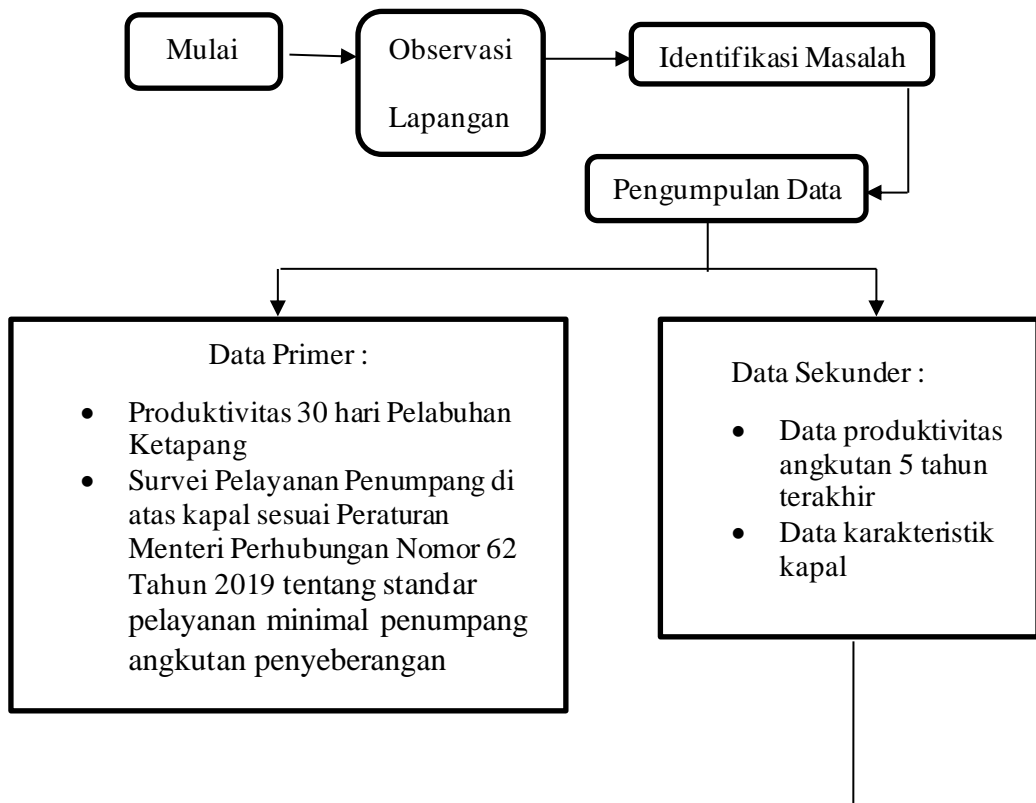 Mulai
Observasi
Lapangan
Identifikasi Masalah
Pengumpulan Data
Data Primer :
• Produktivitas 30 hari Pelabuhan
Ketapang
• Survei Pelayanan Penumpang di
atas kapal sesuai Peraturan
Menteri Perhubungan Nomor 62
Tahun 2019 tentang standar
pelayanan minimal penumpang
angkutan penyeberangan
Data Sekunder :
• Data produktivitas
angkutan 5 tahun
terakhir
• Data karakteristik
kapal